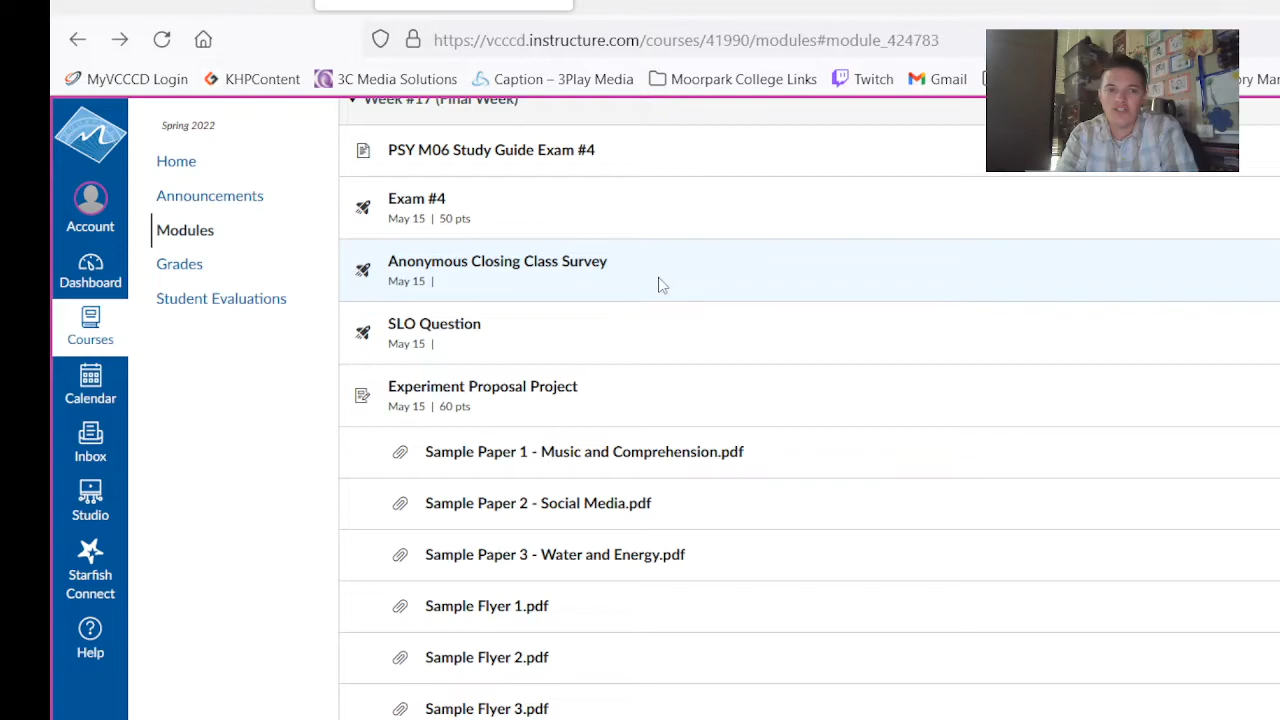 https://vcccd.instructure.com/courses/41990/modules#module_424783
MyVCCCD Login
KHPContent
3C Media Solutions
Caption – 3Play Media
Moorpark College Links
Twitch
Gmail
ory Mar
Spring 2022
Home
Announcements
Modules
Grades
Student Evaluations
Account
Dashboard
Courses
Calendar
Inbox
Studio
Starfish
Connect
Help
Week #17 (Final Week)
PSY M06 Study Guide Exam #4
Exam #4
May 15 | 50 pts
Anonymous Closing Class Survey
May 15 |
SLO Question
May 15 |
Experiment Proposal Project
May 15 | 60 pts
Sample Paper 1 - Music and Comprehension.pdf
Sample Paper 2 - Social Media.pdf
Sample Paper 3 - Water and Energy.pdf
Sample Flyer 1.pdf
Sample Flyer 2.pdf
Sample Flyer 3.pdf